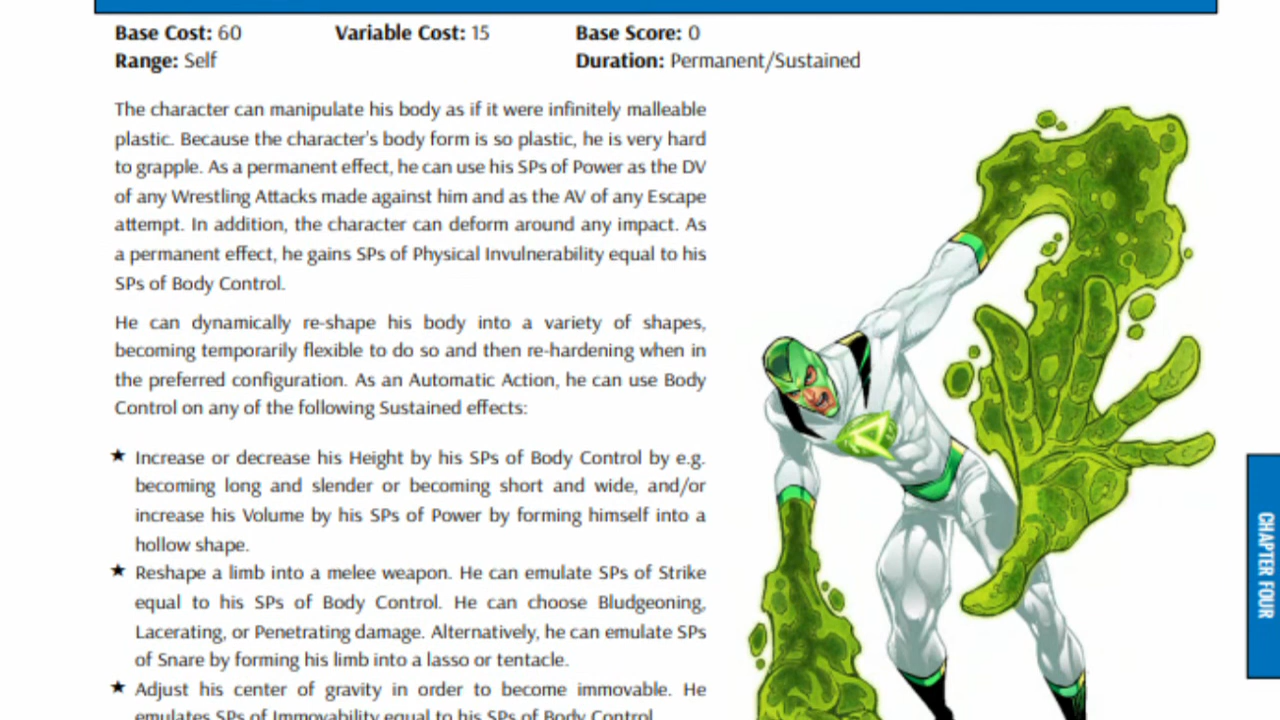 Base Cost: 60 Variable Cost: 15 Base Score: 0
Range: Self Duration: Permanent/Sustained
The character can manipulate his body as if it were infinitely malleable
plastic. Because the character's body form is so plastic, he is very hard
to grapple. As a permanent effect, he can use his SPs of Power as the DV
of any Wrestling Attacks made against him and as the AV of any Escape
attempt. In addition, the character can deform around any impact. As
a permanent effect, he gains SPs of Physical Invulnerability equal to his
SPs of Body Control.
He can dynamically re-shape his body into a variety of shapes,
becoming temporarily flexible to do so and then re-hardening when in
the preferred configuration. As an Automatic Action, he can use Body
Control on any of the following Sustained effects:
★ Increase or decrease his Height by his SPs of Body Control by e.g.
becoming long and slender or becoming short and wide, and/or
increase his Volume by his SPs of Power by forming himself into a
hollow shape.
★ Reshape a limb into a melee weapon. He can emulate SPs of Strike
equal to his SPs of Body Control. He can choose Bludgeoning,
Lacerating, or Penetrating damage. Alternatively, he can emulate SPs
of Snare by forming his limb into a lasso or tentacle.
★ Adjust his center of gravity in order to become immovable. He
emulates SPs of Immovability equal to his SPs of Body Control.
CHAPTER FOUR